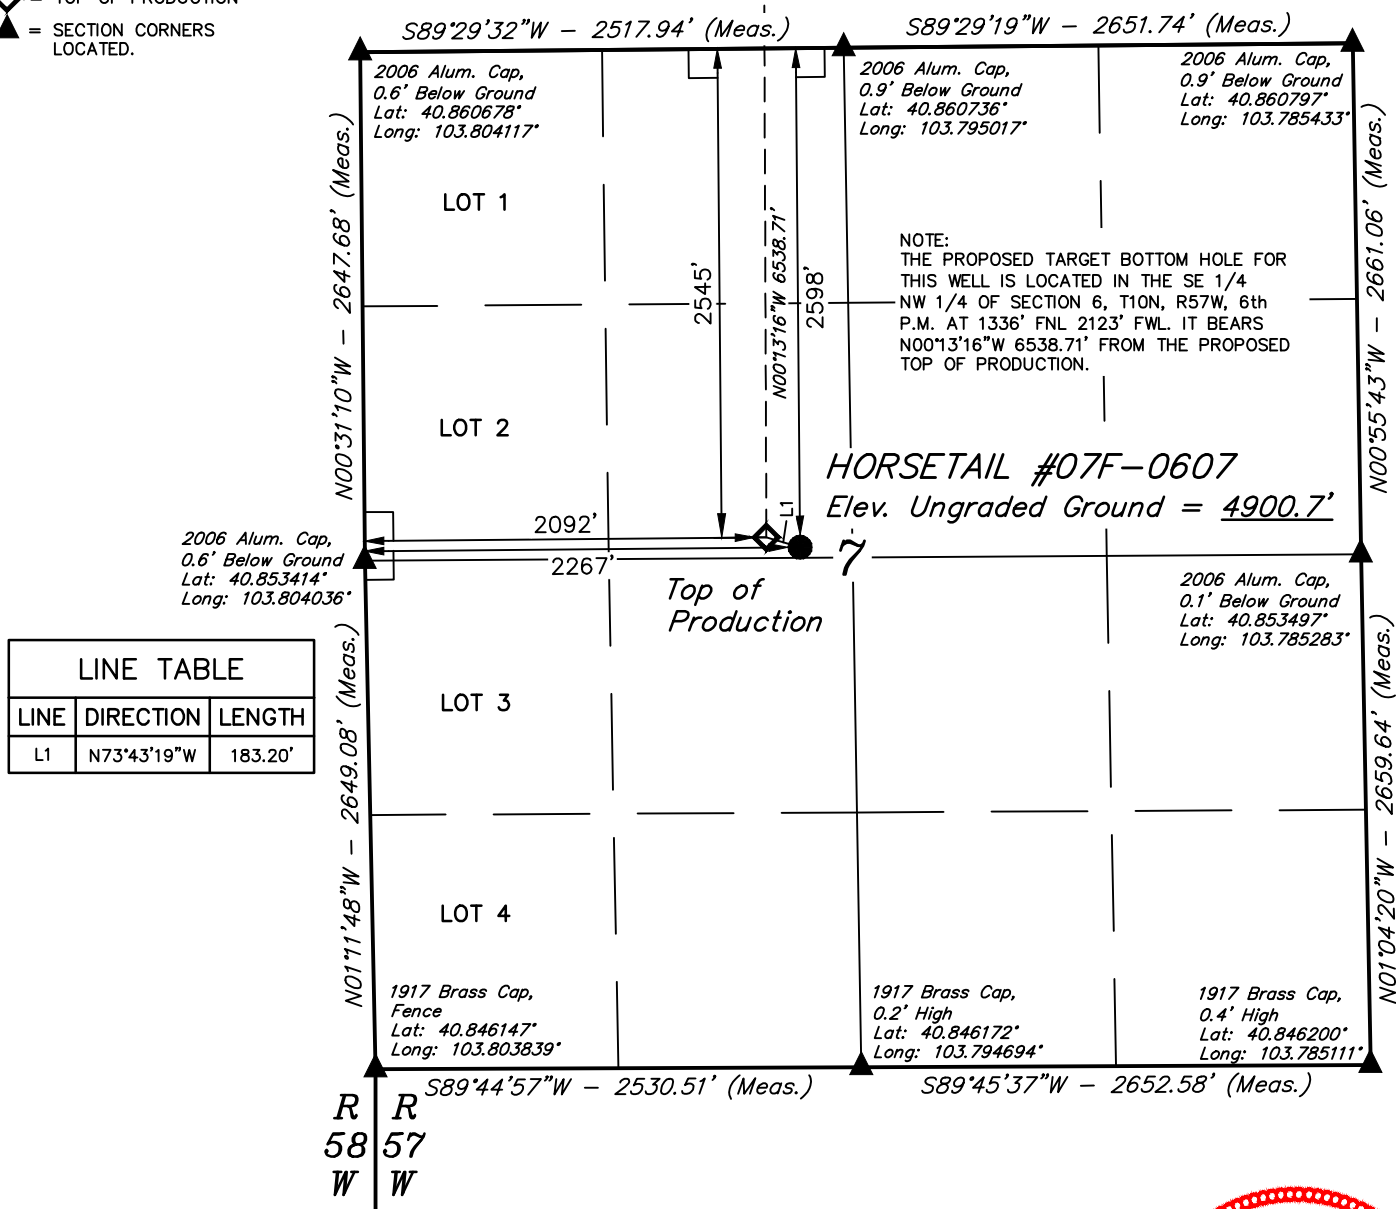 = TOP OF PRODUCTION
= SECTION CORNERS
LOCATED.
S89°29'32"W - 2517.94' (Meas.)
S89°29'19"W - 2651.74' (Meas.)
2006 Alum. Cap,
0.6' Below Ground
Lat: 40.860678°
Long: 103.804117°
2006 Alum. Cap,
0.9' Below Ground
Lat: 40.860736°
Long: 103.795017°
2006 Alum. Cap,
0.9' Below Ground
Lat: 40.860797°
Long: 103.785433°
N00°31'10"W - 2647.68' (Meas.)
N00°55'43"W - 2661.06' (Meas.)
LOT 1
2545'
N00°13'16"W 6538.71'
2598'
NOTE:
THE PROPOSED TARGET BOTTOM HOLE FOR
THIS WELL IS LOCATED IN THE SE 1/4
NW 1/4 OF SECTION 6, T10N, R57W, 6th
P.M. AT 1336' FNL 2123' FWL. IT BEARS
N00°13'16"W 6538.71' FROM THE PROPOSED
TOP OF PRODUCTION.
LOT 2
HORSETAIL #07F-0607
Elev. Ungraded Ground = 4900.7'
L1
2092'
2267'
7
Top of
Production
2006 Alum. Cap,
0.6' Below Ground
Lat: 40.853414°
Long: 103.804036°
2006 Alum. Cap,
0.1' Below Ground
Lat: 40.853497°
Long: 103.785283°
LINE TABLE
LINE DIRECTION LENGTH
L1 N73°43'19"W 183.20'
N01°11'48"W - 2649.08' (Meas.)
N01°04'20"W - 2659.64' (Meas.)
LOT 3
LOT 4
1917 Brass Cap,
Fence
Lat: 40.846147°
Long: 103.803839°
1917 Brass Cap,
0.2' High
Lat: 40.846172°
Long: 103.794694°
1917 Brass Cap,
0.4' High
Lat: 40.846200°
Long: 103.785111°
S89°44'57"W - 2530.51' (Meas.)
S89°45'37"W - 2652.58' (Meas.)
R R
58 57
W W